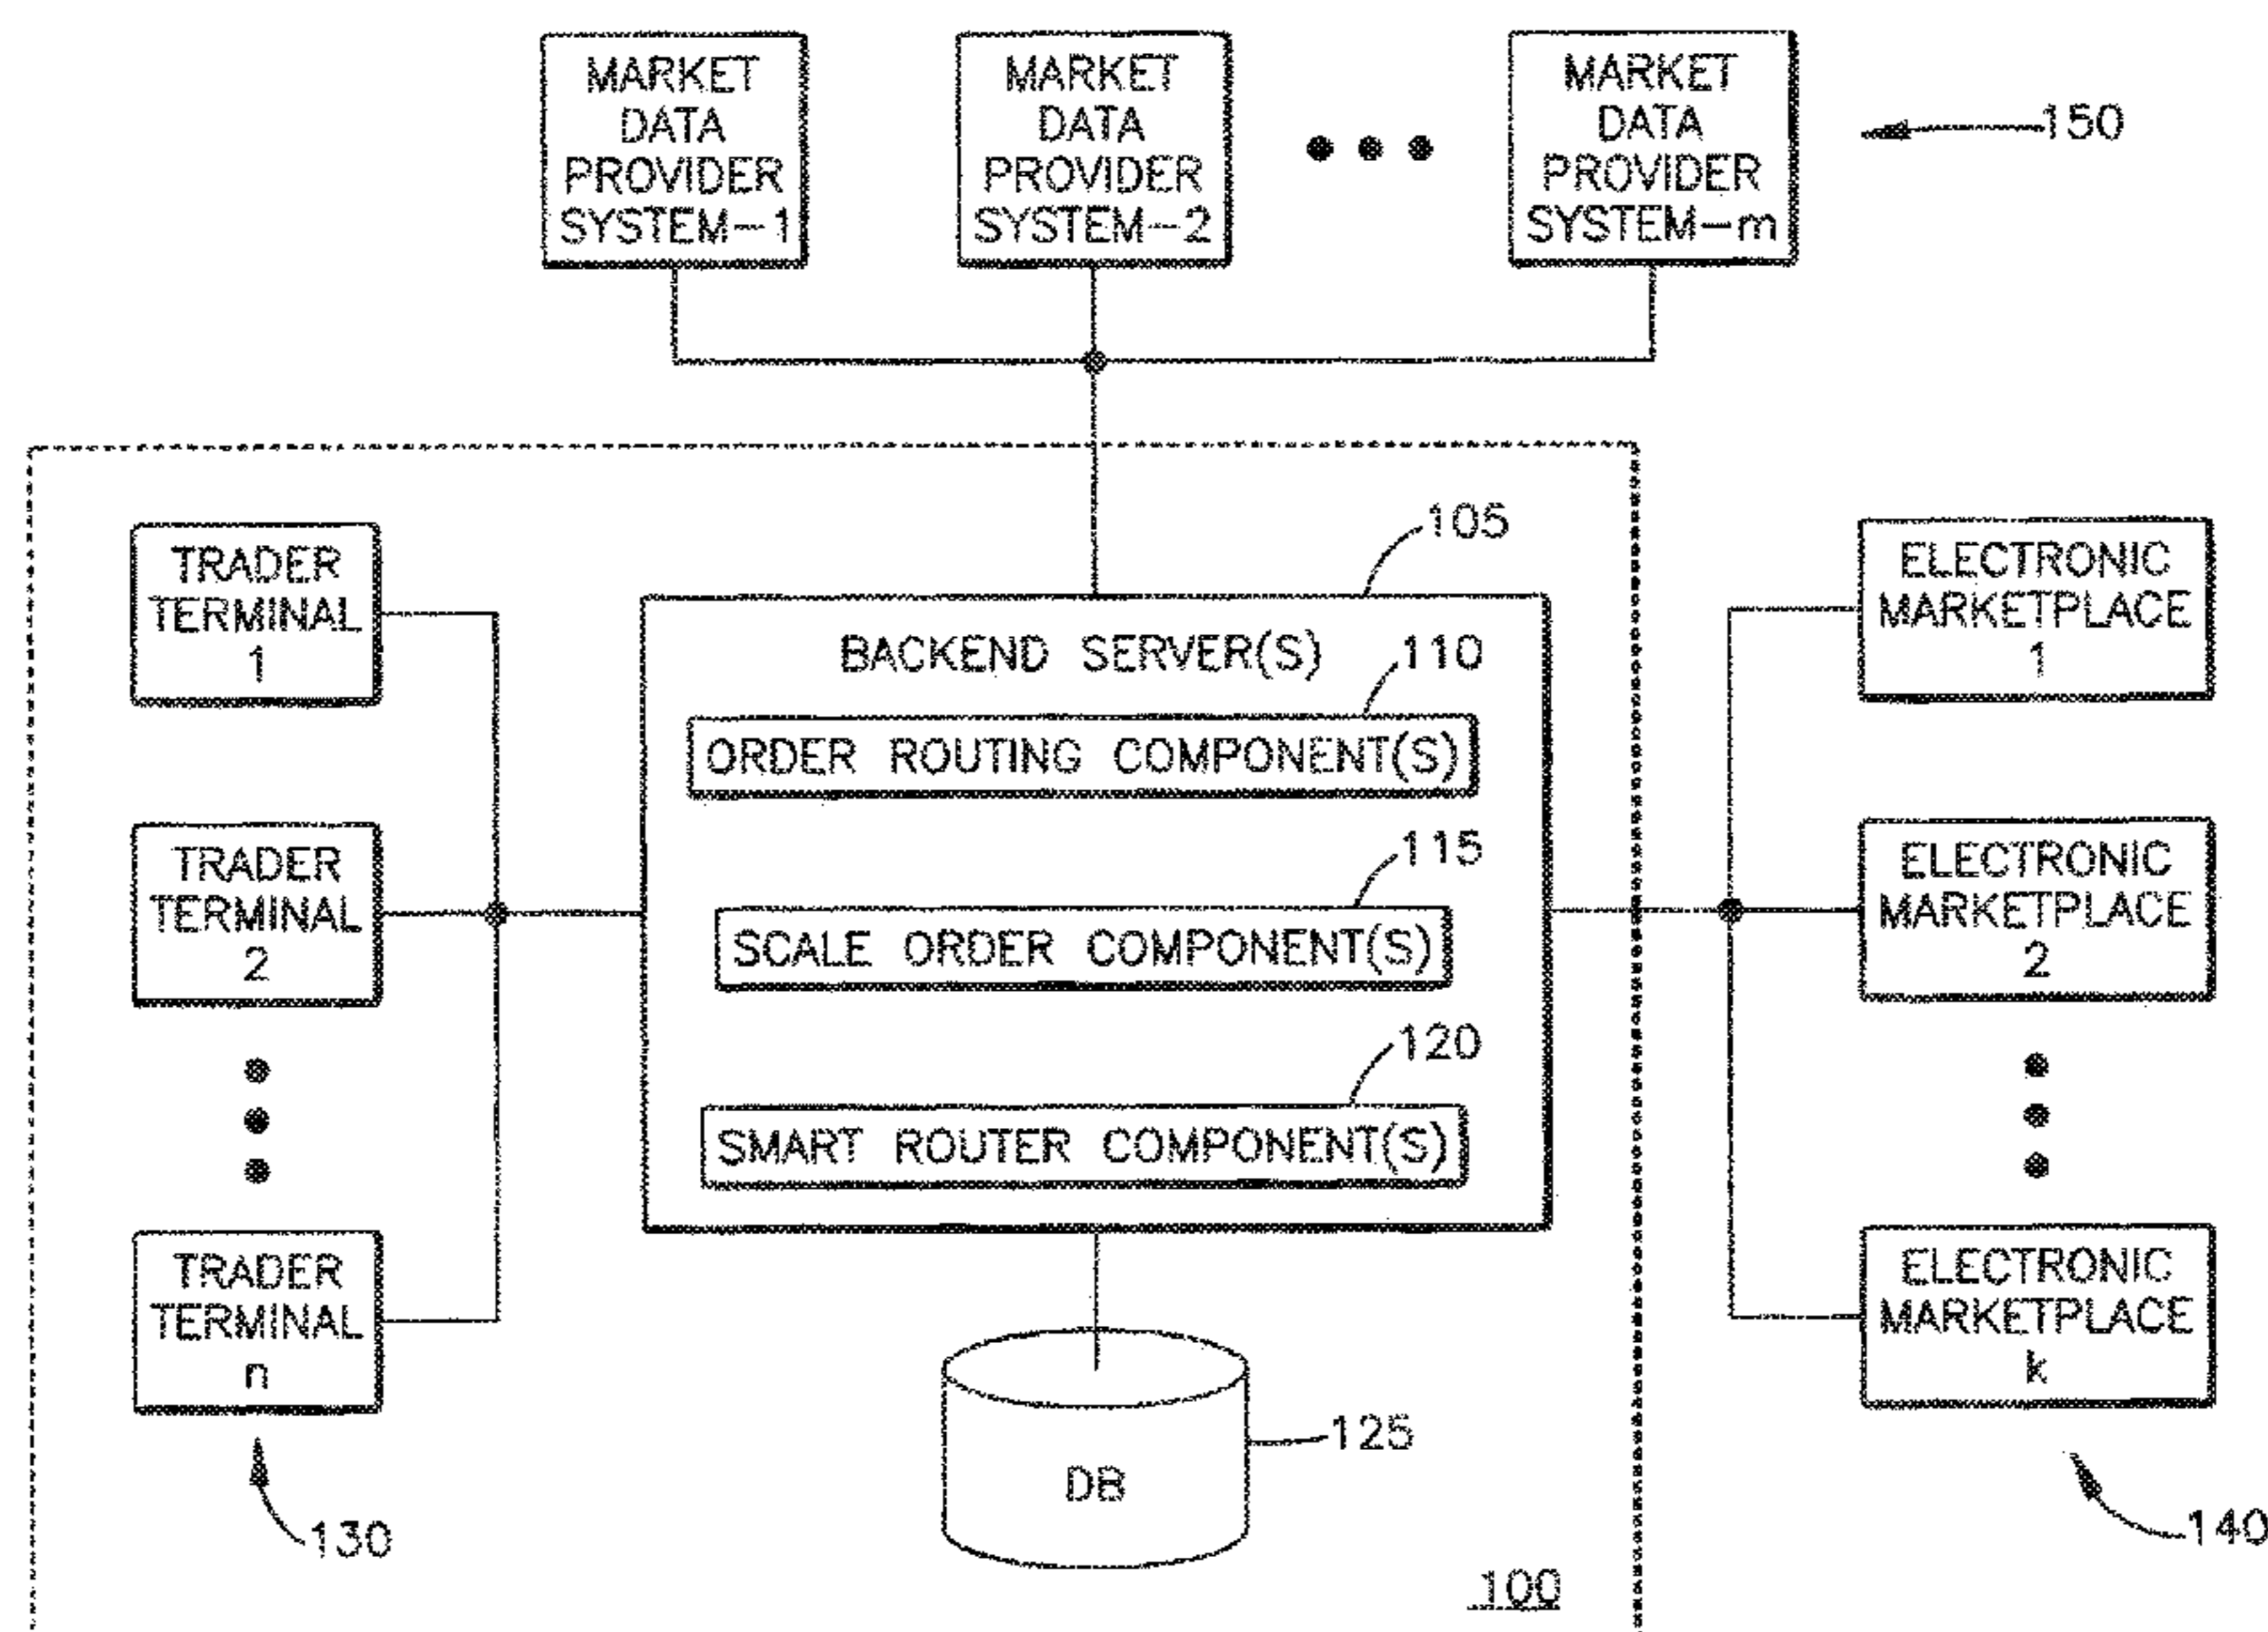 MARKET
DATA
PROVIDER
SYSTEM-1
MARKET
DATA
PROVIDER
SYSTEM-2
MARKET
DATA
PROVIDER
SYSTEM-m
150
TRADER
TERMINAL
1
TRADER
TERMINAL
2
TRADER
TERMINAL
n
130
105
BACKEND SERVER(S)
110
ORDER ROUTING COMPONENT(S)
115
SCALE ORDER COMPONENT(S)
120
SMART ROUTER COMPONENT(S)
125
DB
100
ELECTRONIC
MARKETPLACE
1
ELECTRONIC
MARKETPLACE
2
ELECTRONIC
MARKETPLACE
k
140